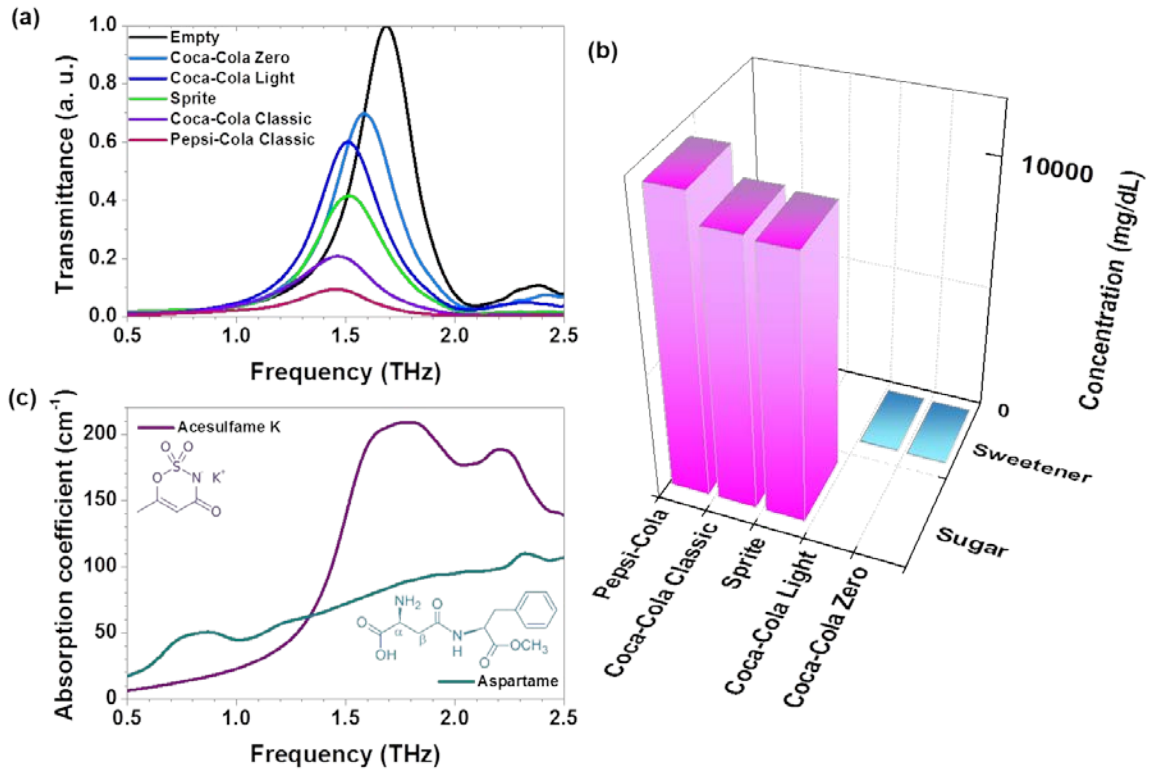 (a)
Transmittance (a. u.)
1.0
0.8
0.6
0.4
0.2
0.0
Empty
Coca-Cola Zero
Coca-Cola Light
Sprite
Coca-Cola Classic
Pepsi-Cola Classic
0.5 1.0 1.5 2.0 2.5
Frequency (THz)
(b)
10000
0
Concentration (mg/dL)
Sweetener
Sugar
Pepsi-Cola
Coca-Cola Classic
Sprite
Coca-Cola Light
Coca-Cola Zero
(c)
Absorption coefficient (cm⁻¹)
200
150
100
50
0
Acesulfame K
O O
S
O N⁻ K⁺
O
NH₂
O O
α
β
OH
N
H
O OCH₃
Aspartame
0.5 1.0 1.5 2.0 2.5
Frequency (THz)